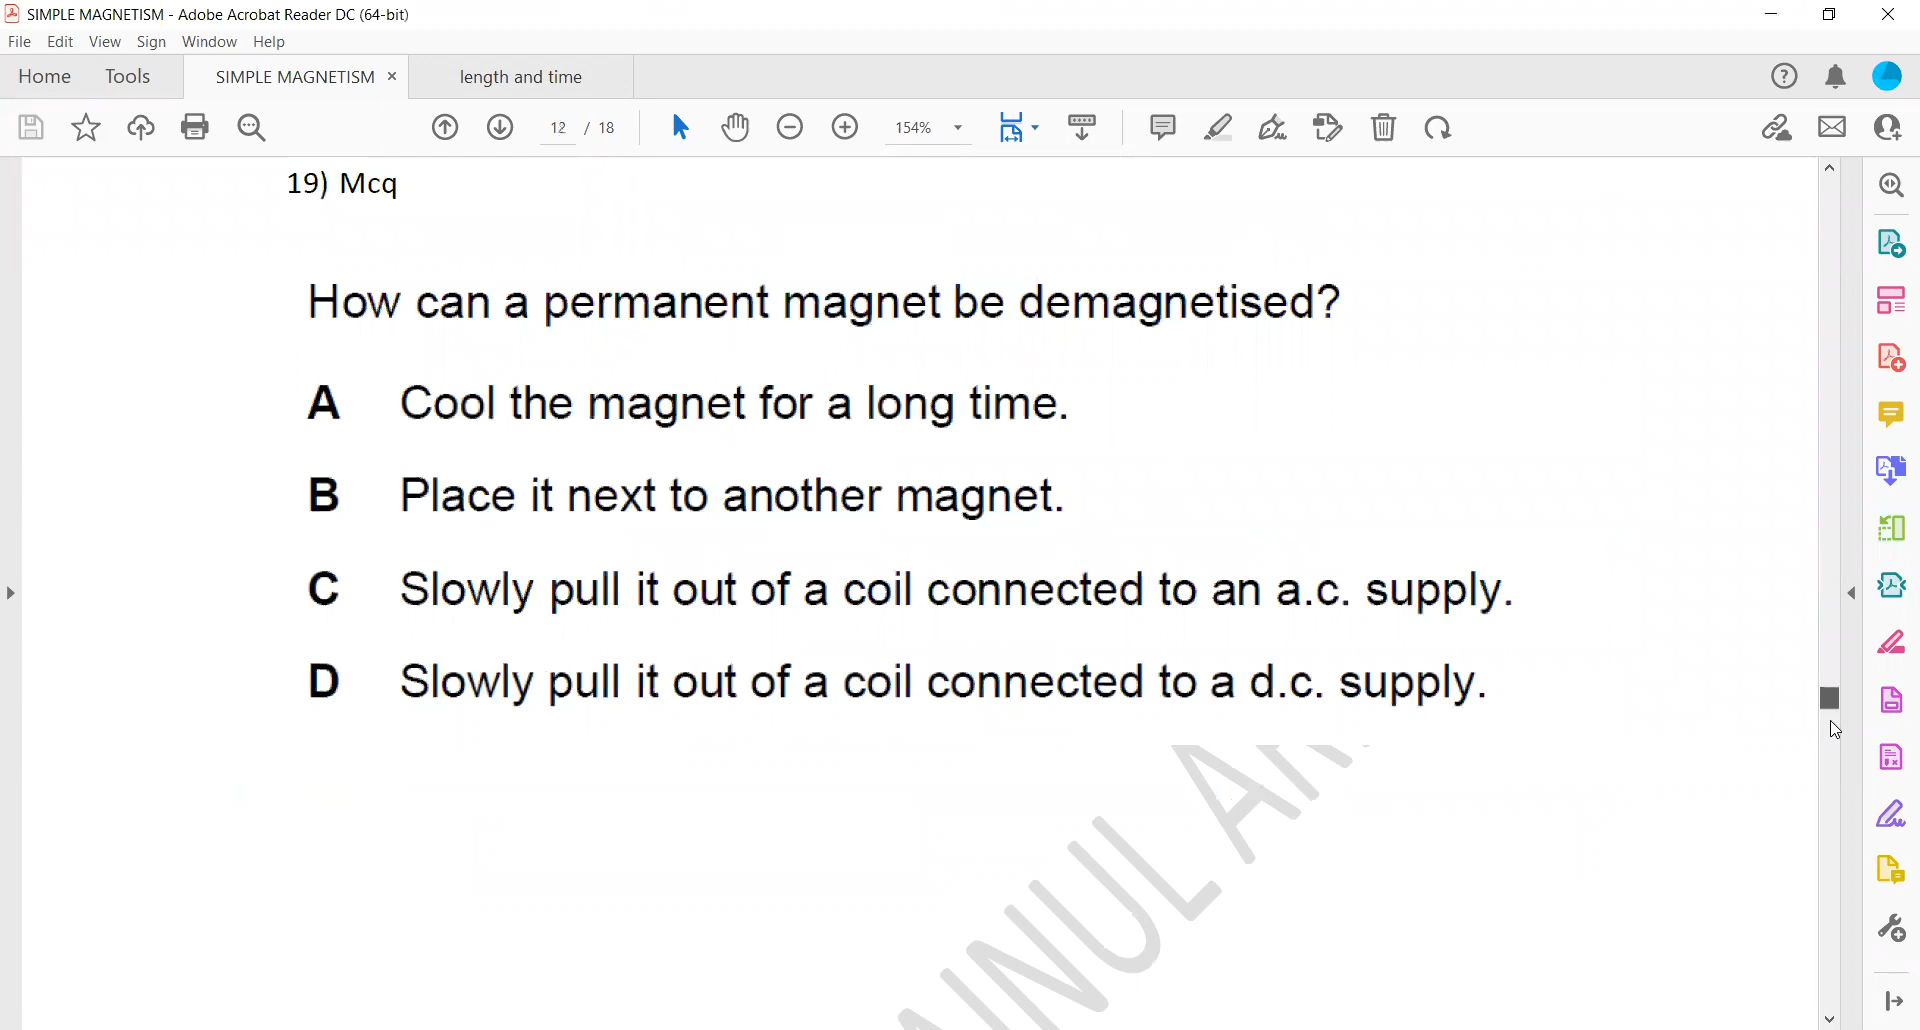 SIMPLE MAGNETISM - Adobe Acrobat Reader DC (64-bit)
File Edit View Sign Window Help
Home Tools SIMPLE MAGNETISM × length and time
12 / 18 154%
19) Mcq
How can a permanent magnet be demagnetised?
A Cool the magnet for a long time.
B Place it next to another magnet.
C Slowly pull it out of a coil connected to an a.c. supply.
D Slowly pull it out of a coil connected to a d.c. supply.